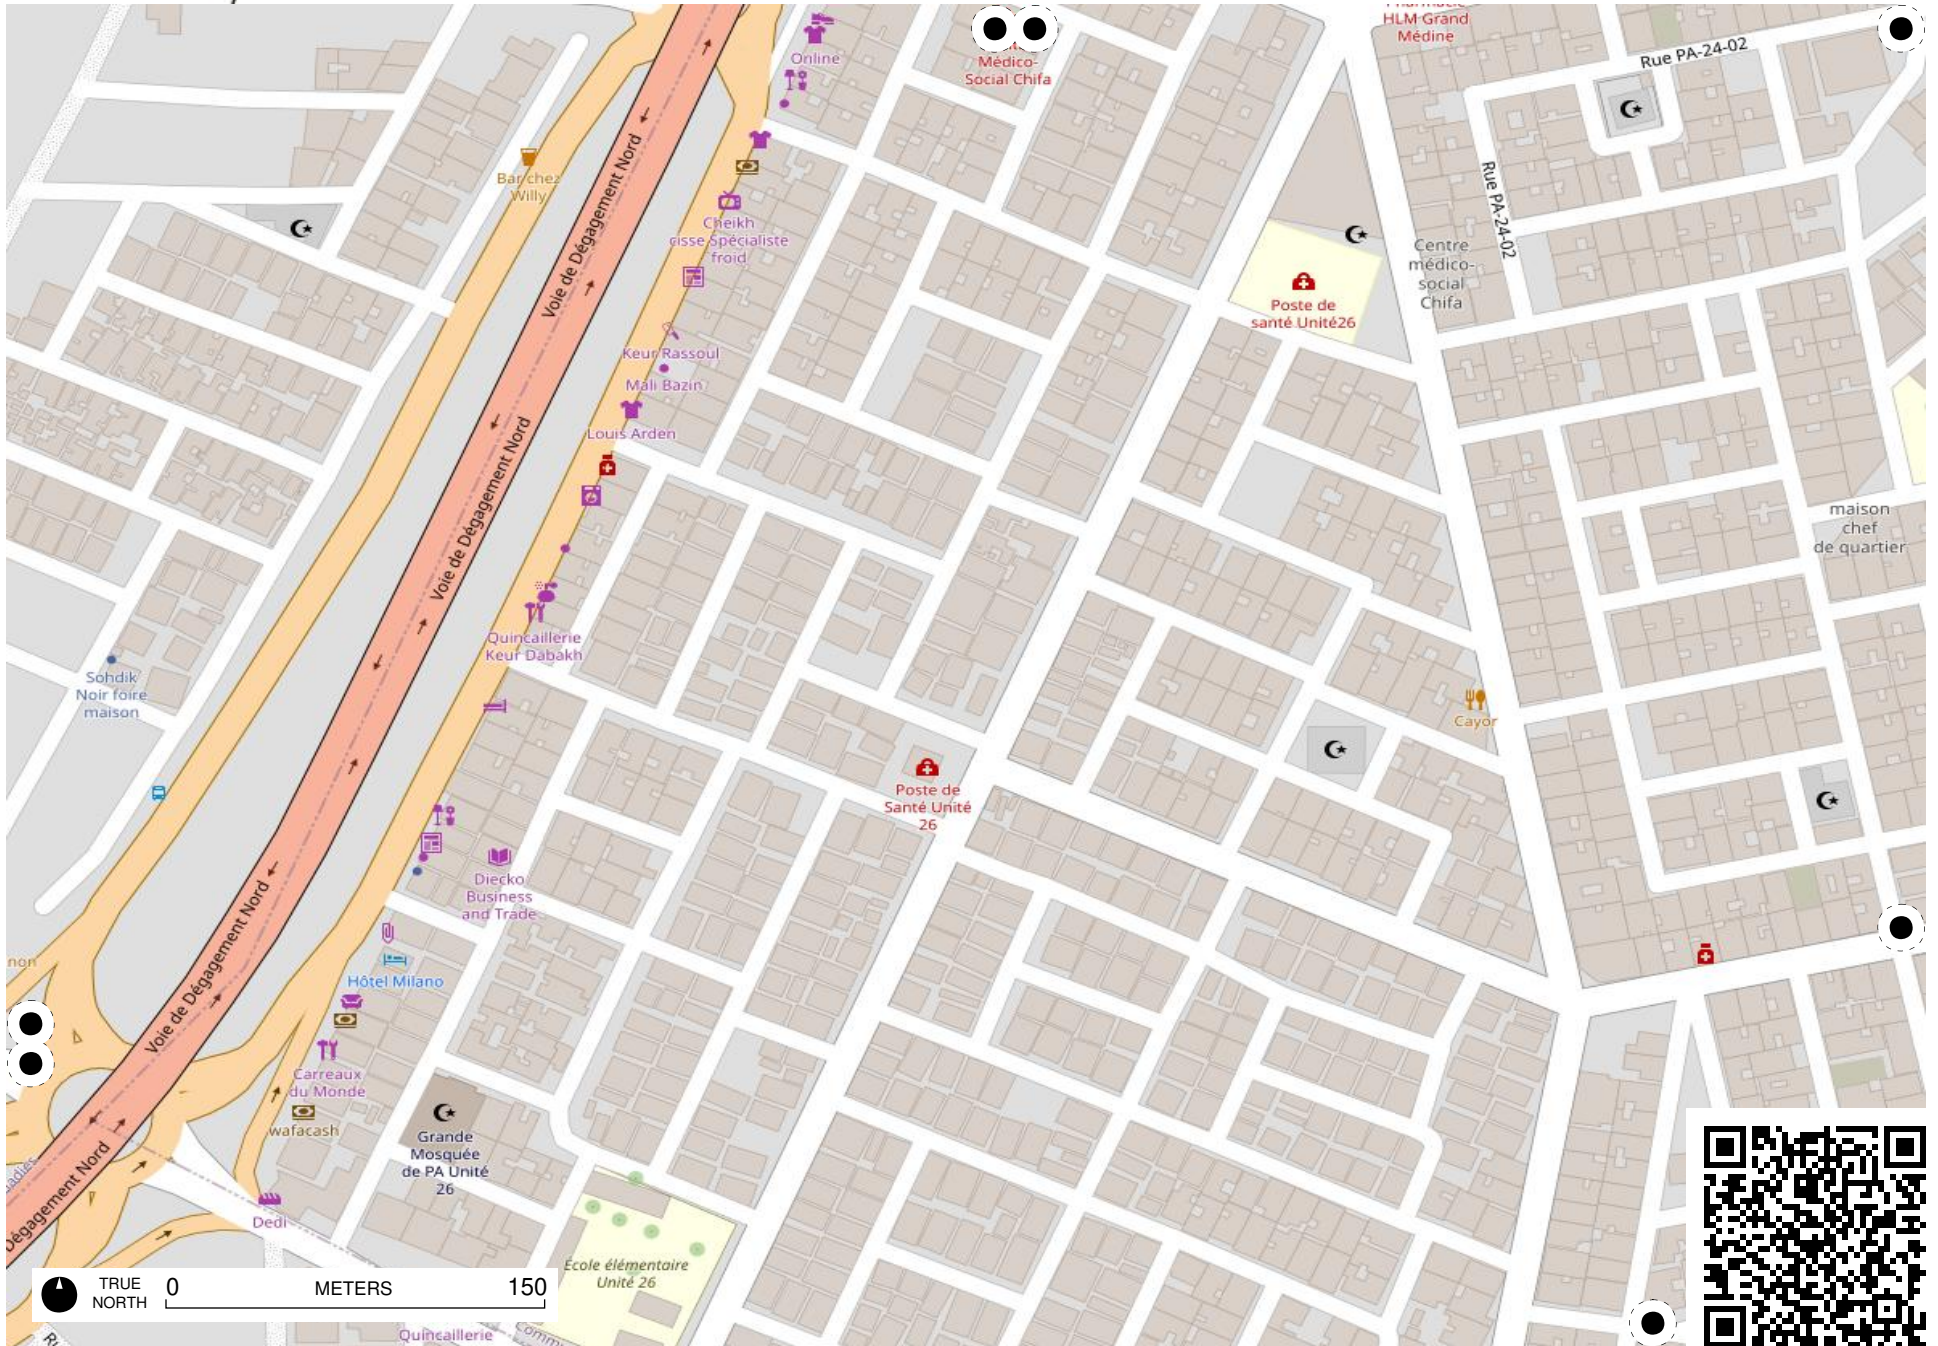 HLM Grand
Médine
Online
Médico-
Social Chifa
Rue PA-24-02
Rue PA-24-02
Voie de Dégagement Nord
Bar chez
Willy
Cheikh
cisse Spécialiste
froid
Centre
médico-
social
Chifa
Poste de
santé Unité26
Keur Rassoul
Mali Bazin
Louis Arden
Voie de Dégagement Nord
maison
chef
de quartier
Quincaillerie
Keur Dabakh
Sohdik
Noir foire
maison
Cayor
Poste de
Santé Unité
26
Diecko
Business
and Trade
Voie de Dégagement Nord
non
Hôtel Milano
Carreaux
du Monde
wafacash
Grande
Mosquée
de PA Unité
26
Dégagement Nord
Dedi
École élémentaire
Unité 26
TRUE
NORTH
0 METERS 150
Quincaillerie